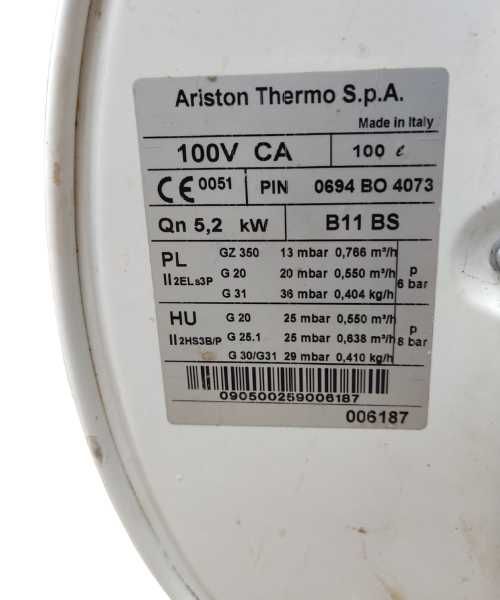 Ariston Thermo S.p.A.
Made in Italy
100V CA 100 ℓ
CE 0051 PIN 0694 BO 4073
Qn 5,2 kW B11 BS
PL GZ 350 13 mbar 0,766 m³/h
II2ELs3P G 20 20 mbar 0,550 m³/h p 6 bar
G 31 36 mbar 0,404 kg/h
HU G 20 25 mbar 0,550 m³/h
II2HS3B/P G 25.1 25 mbar 0,638 m³/h p 8 bar
G 30/G31 29 mbar 0,410 kg/h
090500259006187
006187